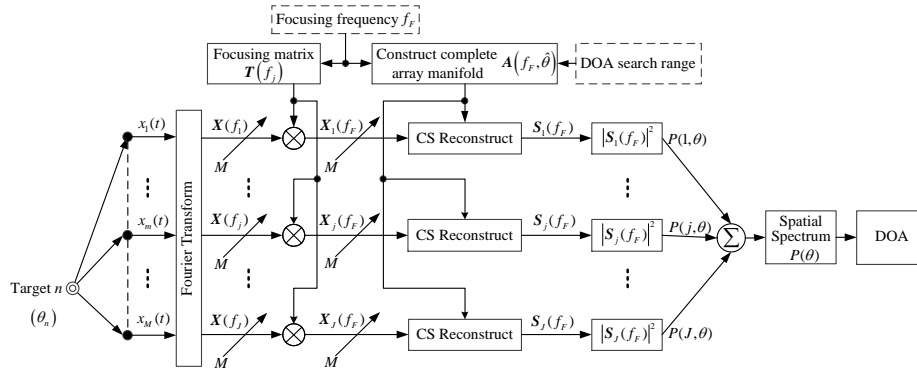 Focusing frequency f_F
Focusing matrix
T(f_j)
Construct complete
array manifold A(f_F, θ̂)
DOA search range
x_1(t) X(f_1) X_1(f_F) CS Reconstruct S_1(f_F) |S_1(f_F)|^2 P(1,θ)
M M
Fourier Transform
x_m(t) X(f_j) X_j(f_F) CS Reconstruct S_j(f_F) |S_j(f_F)|^2 P(j,θ) Σ
Spatial
Spectrum
P(θ)
DOA
M M
Target n
(θ_n)
x_M(t) X(f_J) X_J(f_F) CS Reconstruct S_J(f_F) |S_J(f_F)|^2 P(J,θ)
M M